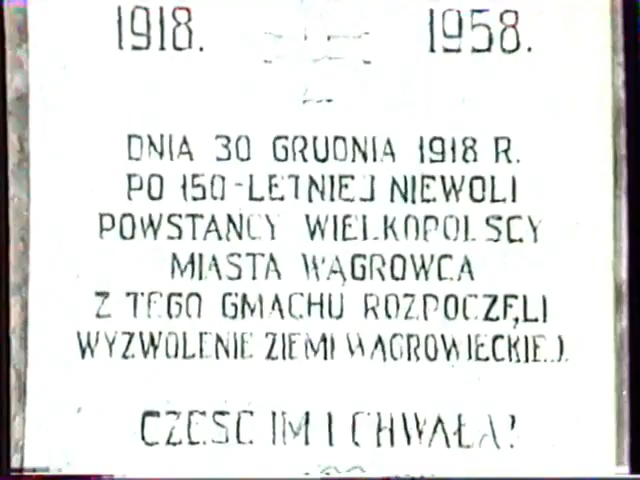 1918. 1958.
DNIA 30 GRUDNIA 1918 R.
PO 150-LETNIEJ NIEWOLI
POWSTAŃCY WIELKOPOLSCY
MIASTA WĄGROWCA
Z TEGO GMACHU ROZPOCZĘLI
WYZWOLENIE ZIEMI WĄGROWIECKIEJ.
CZEŚĆ IM I CHWAŁA!